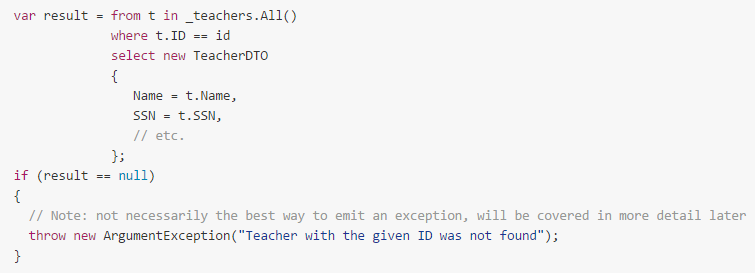 var result = from t in _teachers.All()
             where t.ID == id
             select new TeacherDTO
             {
                Name = t.Name,
                SSN = t.SSN,
                // etc.
             };
if (result == null)
{
  // Note: not necessarily the best way to emit an exception, will be covered in more detail later
  throw new ArgumentException("Teacher with the given ID was not found");
}